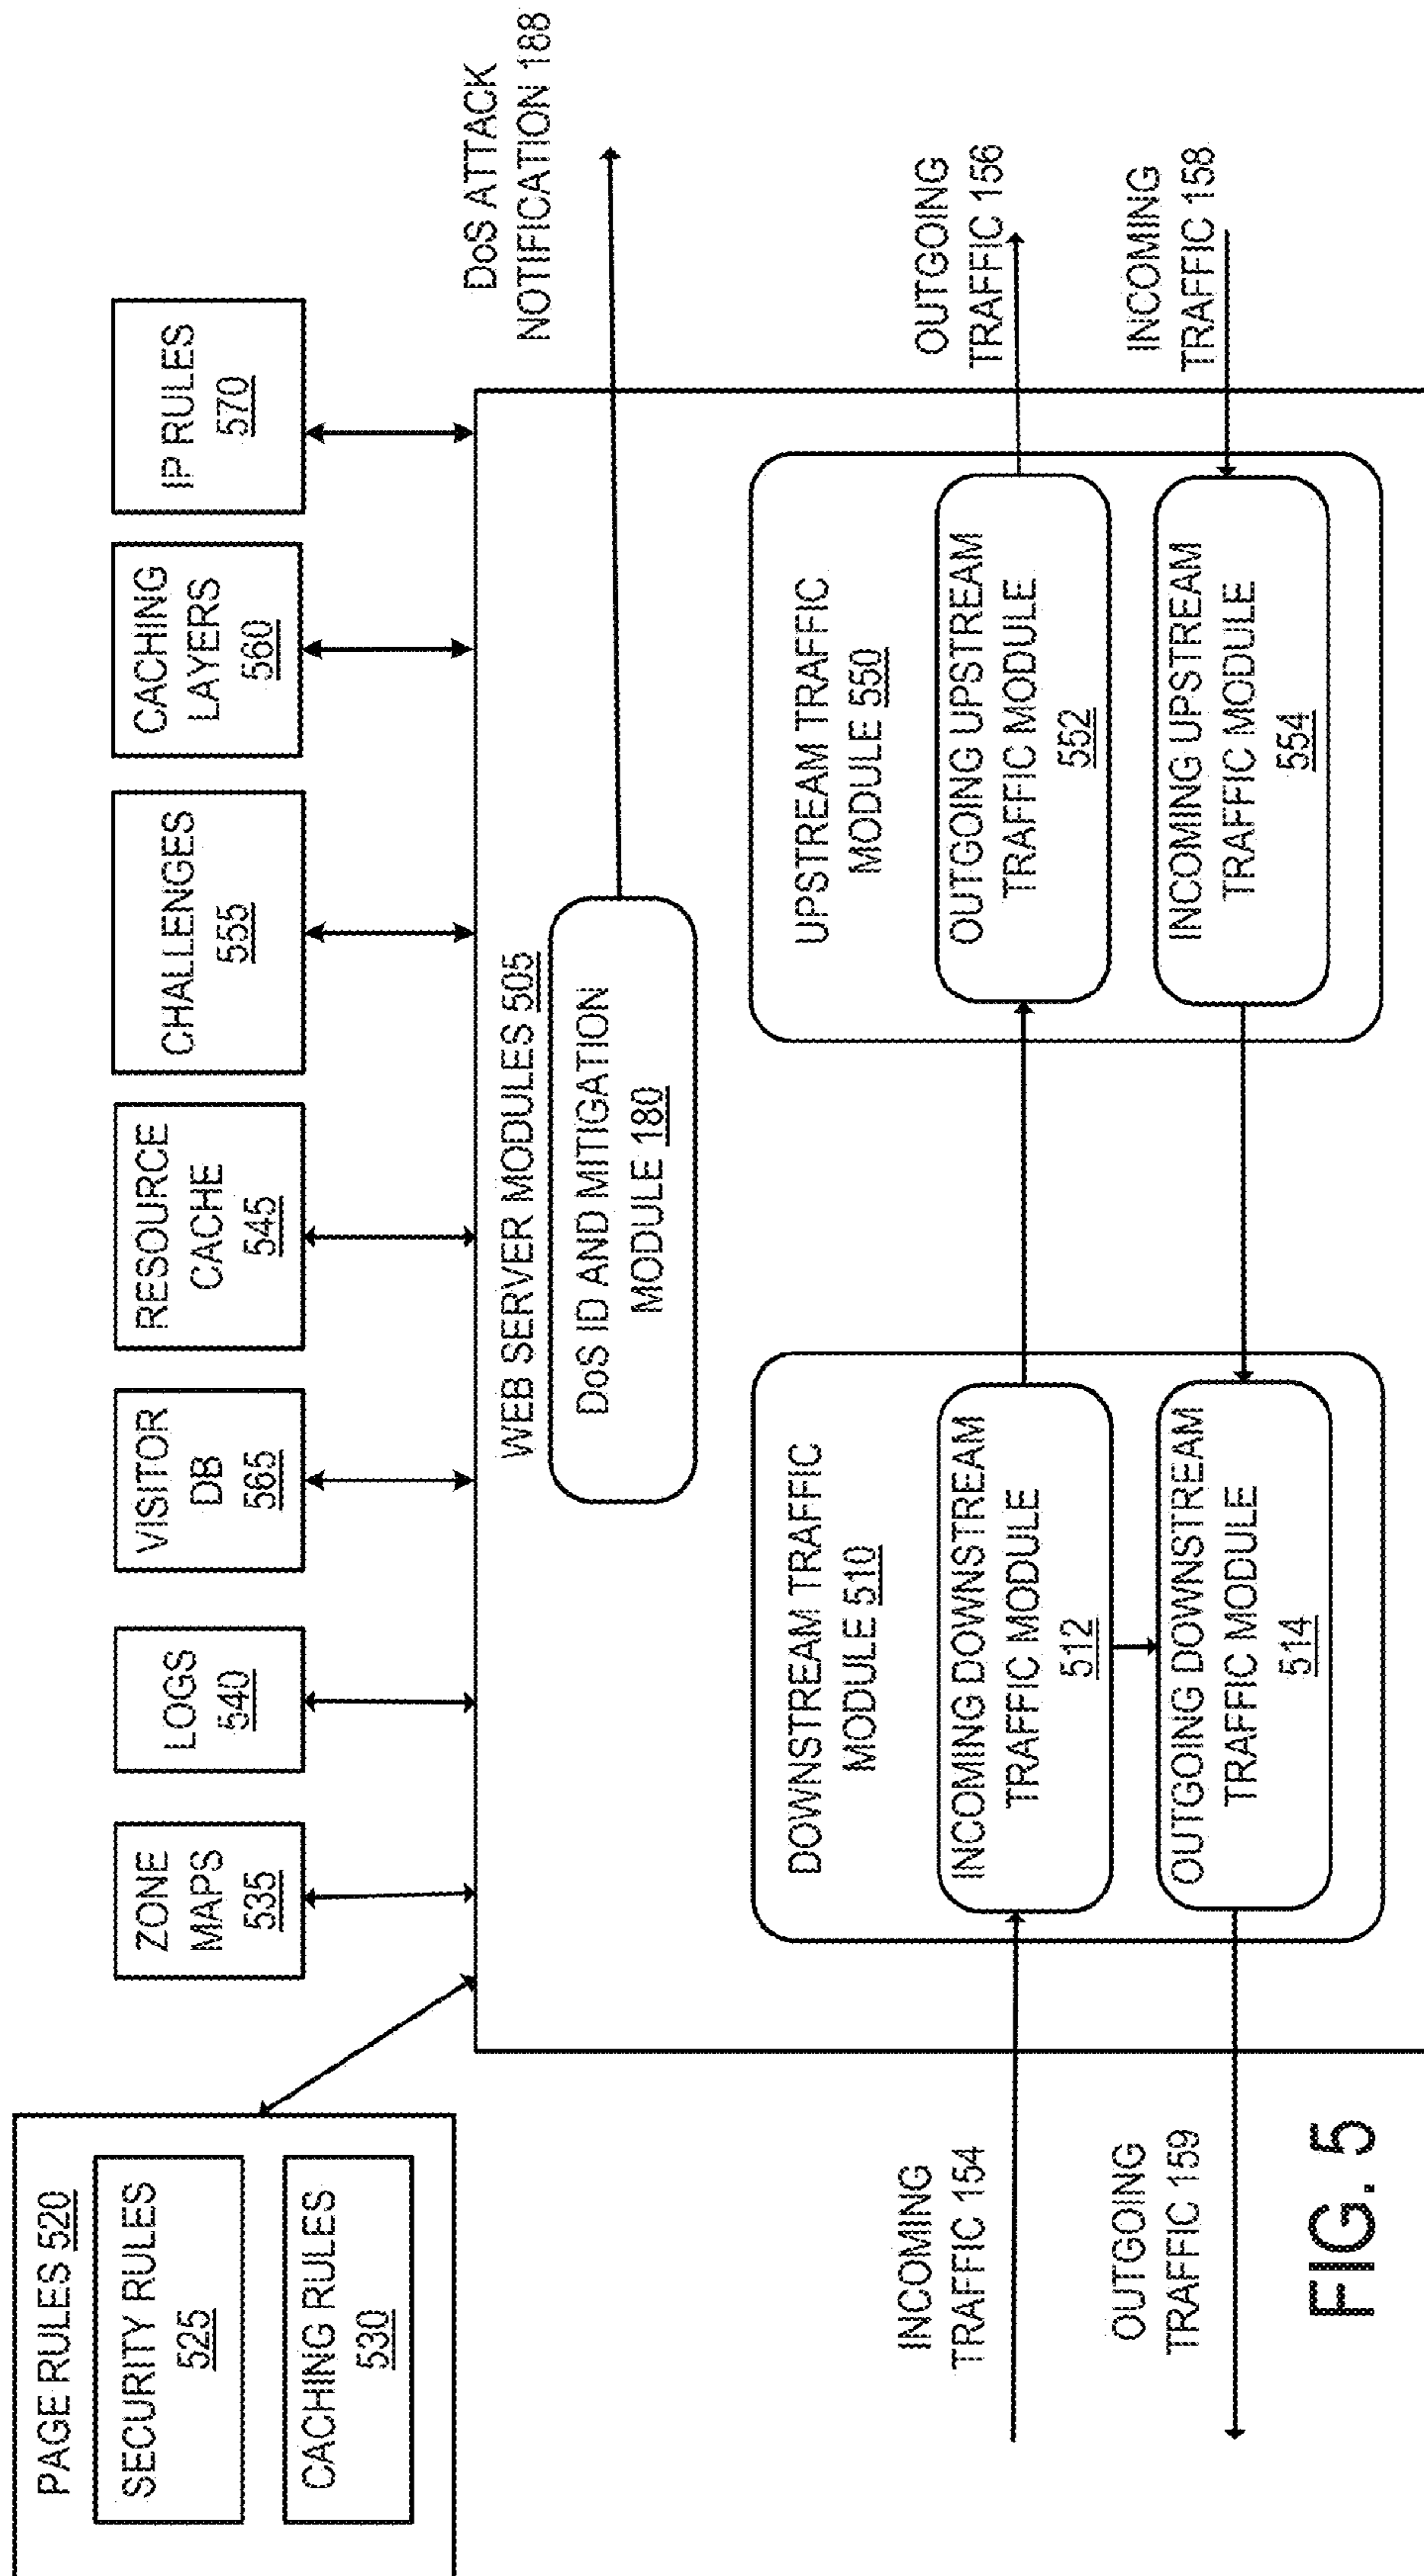 PAGE RULES 520
SECURITY RULES
525
CACHING RULES
530
ZONE
MAPS
535
LOGS
540
VISITOR
DB
565
RESOURCE
CACHE
545
CHALLENGES
555
CACHING
LAYERS
560
IP RULES
570
WEB SERVER MODULES 505
DoS ID AND MITIGATION
MODULE 180
DoS ATTACK
NOTIFICATION 188
DOWNSTREAM TRAFFIC
MODULE 510
INCOMING DOWNSTREAM
TRAFFIC MODULE
512
OUTGOING DOWNSTREAM
TRAFFIC MODULE
514
UPSTREAM TRAFFIC
MODULE 550
OUTGOING UPSTREAM
TRAFFIC MODULE
552
INCOMING UPSTREAM
TRAFFIC MODULE
554
INCOMING
TRAFFIC 154
OUTGOING
TRAFFIC 159
OUTGOING
TRAFFIC 156
INCOMING
TRAFFIC 158
FIG. 5